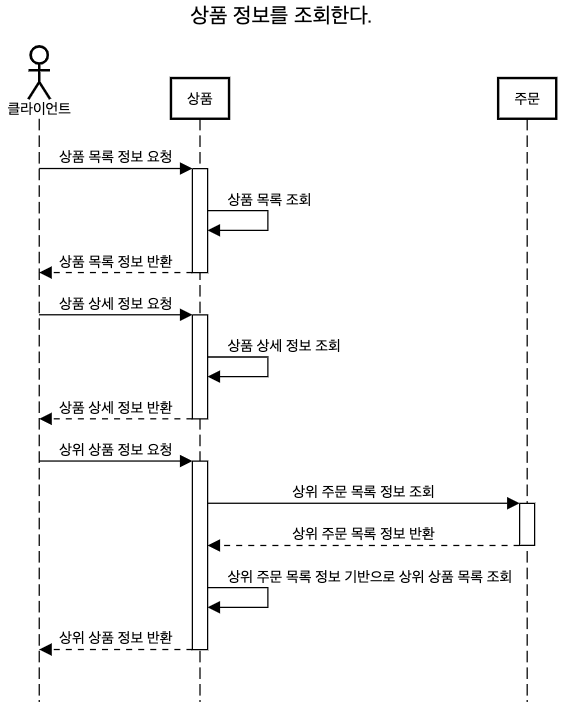 상품 정보를 조회한다.
클라이언트
상품
주문
상품 목록 정보 요청
상품 목록 조회
상품 목록 정보 반환
상품 상세 정보 요청
상품 상세 정보 조회
상품 상세 정보 반환
상위 상품 정보 요청
상위 주문 목록 정보 조회
상위 주문 목록 정보 반환
상위 주문 목록 정보 기반으로 상위 상품 목록 조회
상위 상품 정보 반환